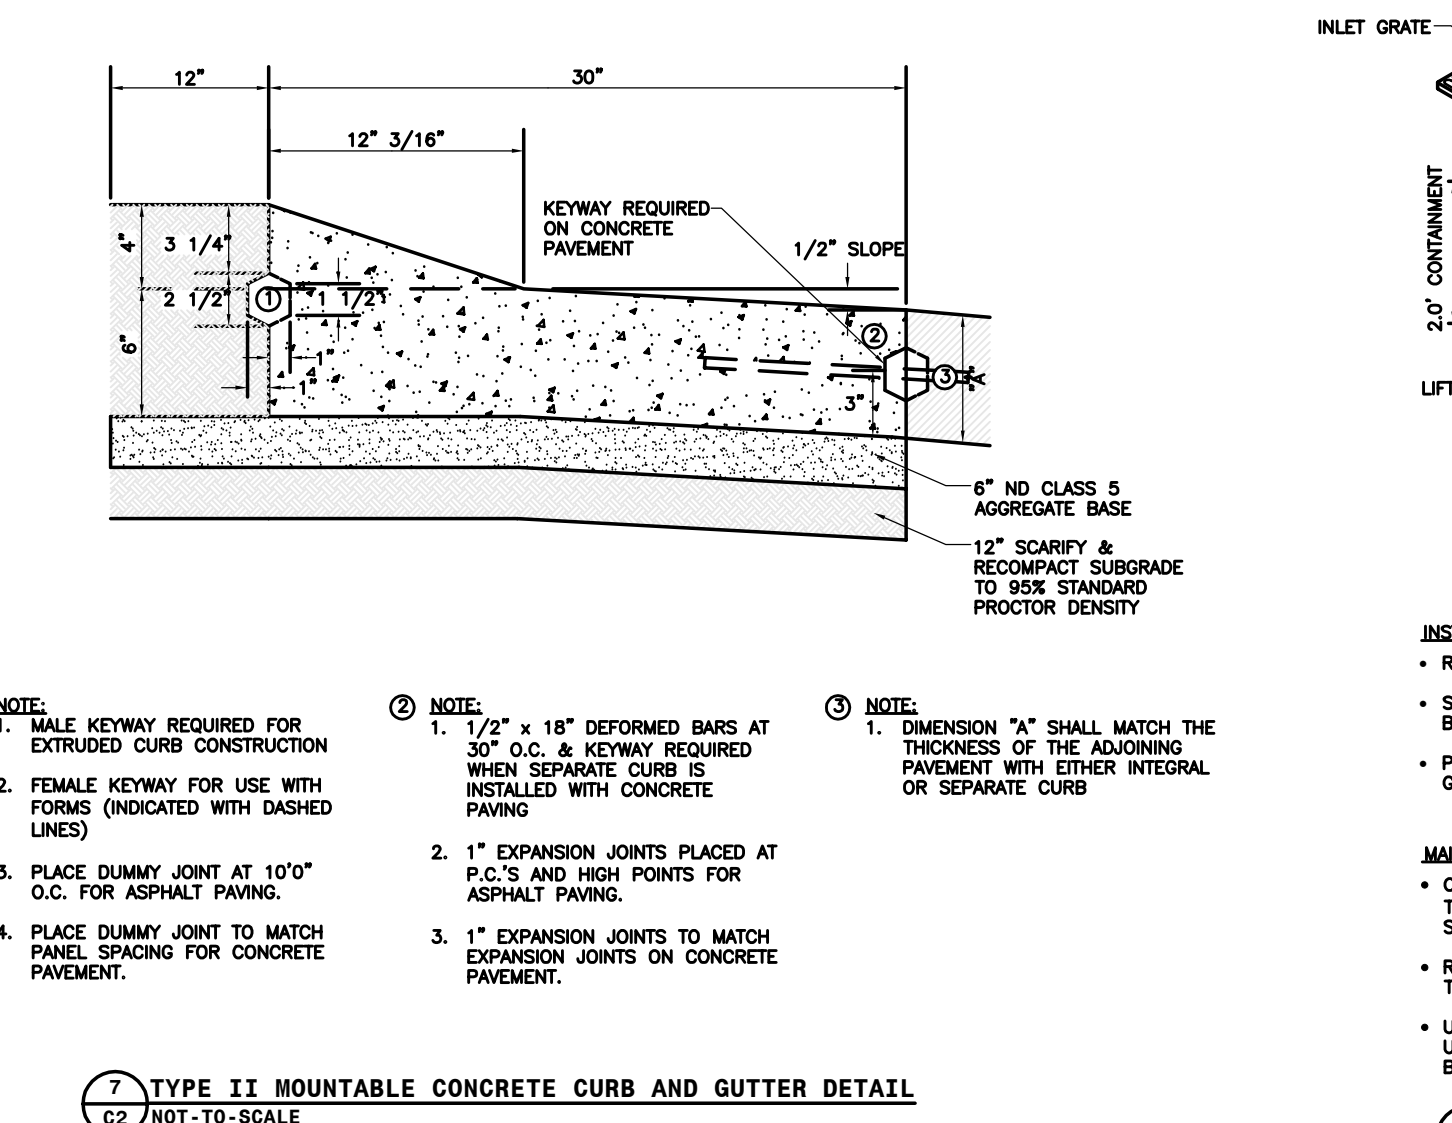 INLET GRATE
12"
30"
12" 3/16"
KEYWAY REQUIRED
ON CONCRETE
PAVEMENT
1/2" SLOPE
4"
3 1/4"
2 1/2"
1
1 1/2"
6"
1"
1"
2
3
"A"
3"
2.0' CONTAINMENT
LIFT
6" ND CLASS 5
AGGREGATE BASE
12" SCARIFY &
RECOMPACT SUBGRADE
TO 95% STANDARD
PROCTOR DENSITY
NOTE:
1. MALE KEYWAY REQUIRED FOR
EXTRUDED CURB CONSTRUCTION
2. FEMALE KEYWAY FOR USE WITH
FORMS (INDICATED WITH DASHED
LINES)
3. PLACE DUMMY JOINT AT 10'0"
O.C. FOR ASPHALT PAVING.
4. PLACE DUMMY JOINT TO MATCH
PANEL SPACING FOR CONCRETE
PAVEMENT.
2 NOTE:
1. 1/2" x 18" DEFORMED BARS AT
30" O.C. & KEYWAY REQUIRED
WHEN SEPARATE CURB IS
INSTALLED WITH CONCRETE
PAVING
2. 1" EXPANSION JOINTS PLACED AT
P.C.'S AND HIGH POINTS FOR
ASPHALT PAVING.
3. 1" EXPANSION JOINTS TO MATCH
EXPANSION JOINTS ON CONCRETE
PAVEMENT.
3 NOTE:
1. DIMENSION "A" SHALL MATCH THE
THICKNESS OF THE ADJOINING
PAVEMENT WITH EITHER INTEGRAL
OR SEPARATE CURB
7
C2
TYPE II MOUNTABLE CONCRETE CURB AND GUTTER DETAIL
NOT-TO-SCALE